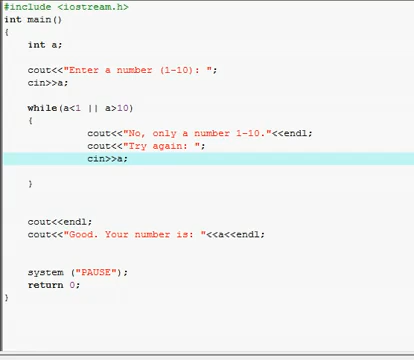 #include <iostream.h>
int main()
{
int a;
cout<<"Enter a number (1-10): ";
cin>>a;
while(a<1 || a>10)
{
cout<<"No, only a number 1-10."<<endl;
cout<<"Try again: ";
cin>>a;
}
cout<<endl;
cout<<"Good. Your number is: "<<a<<endl;
system ("PAUSE");
return 0;
}